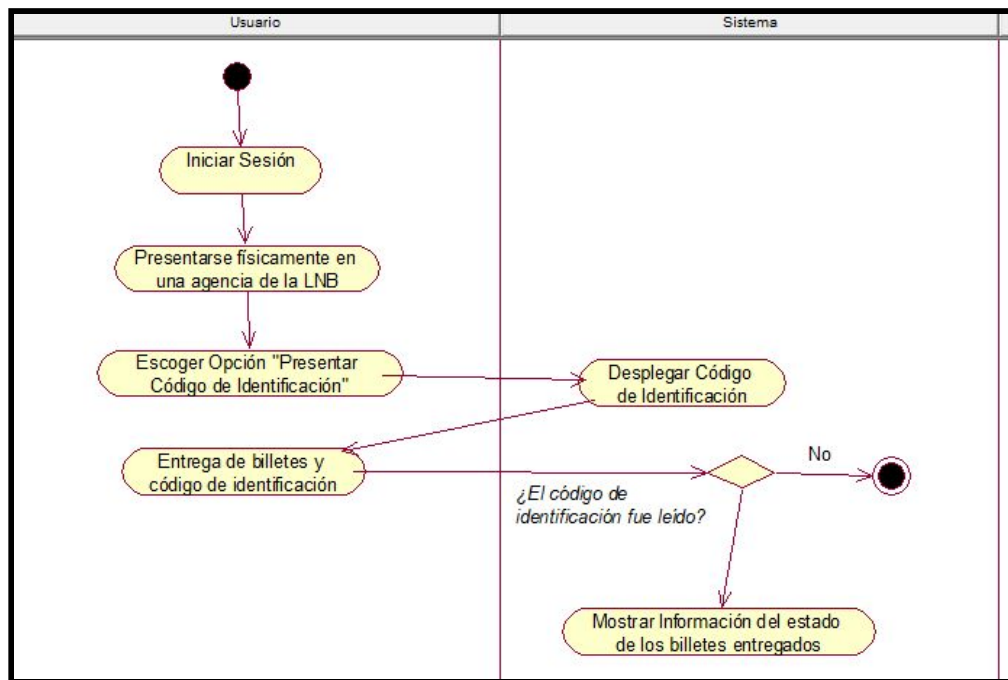 Usuario
Sistema
Iniciar Sesión
Presentarse físicamente en
una agencia de la LNB
Escoger Opción "Presentar
Código de Identificación"
Desplegar Código
de Identificación
Entrega de billetes y
código de identificación
¿El código de
identificación fue leído?
No
Mostrar Información del estado
de los billetes entregados